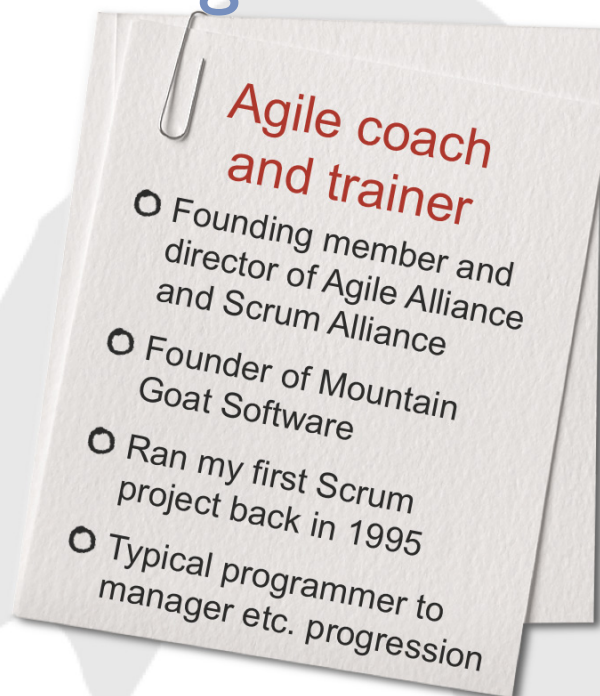 Agile coach
and trainer
Founding member and
director of Agile Alliance
and Scrum Alliance
Founder of Mountain
Goat Software
Ran my first Scrum
project back in 1995
Typical programmer to
manager etc. progression